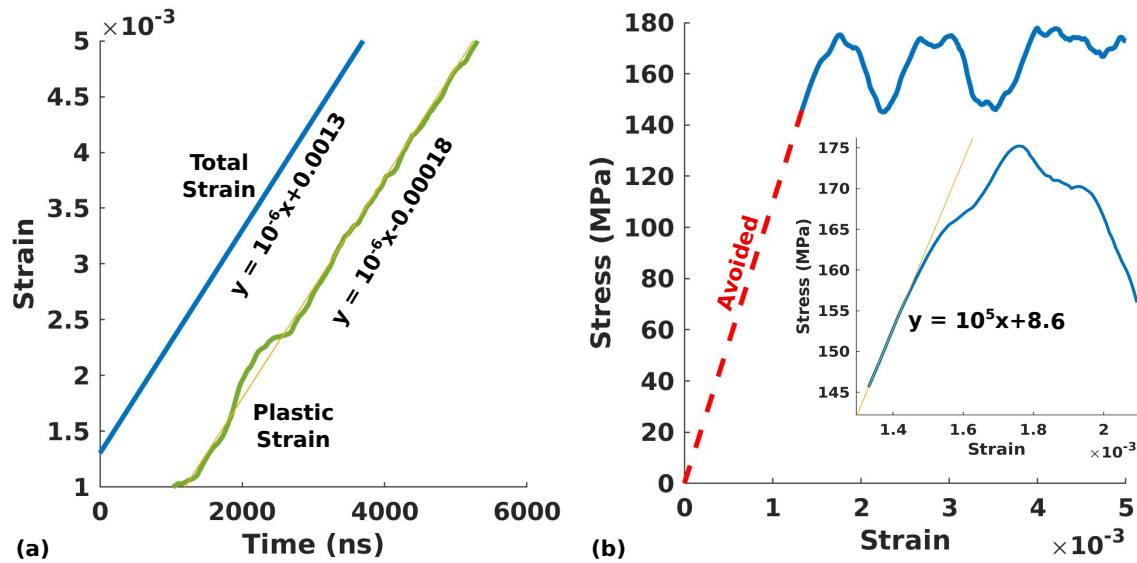 ×10⁻³
5
4.5
4
3.5
3
2.5
2
1.5
1
0
2000
4000
6000
Strain
Time (ns)
Total
Strain
y = 10⁻⁶x+0.0013
y = 10⁻⁶x-0.00018
Plastic
Strain
(a)
180
160
140
120
100
80
60
40
20
0
0
1
2
3
4
5
×10⁻³
Stress (MPa)
Strain
Avoided
175
170
165
160
155
150
145
1.4
1.6
1.8
2
×10⁻³
Stress (MPa)
Strain
y = 10⁵x+8.6
(b)